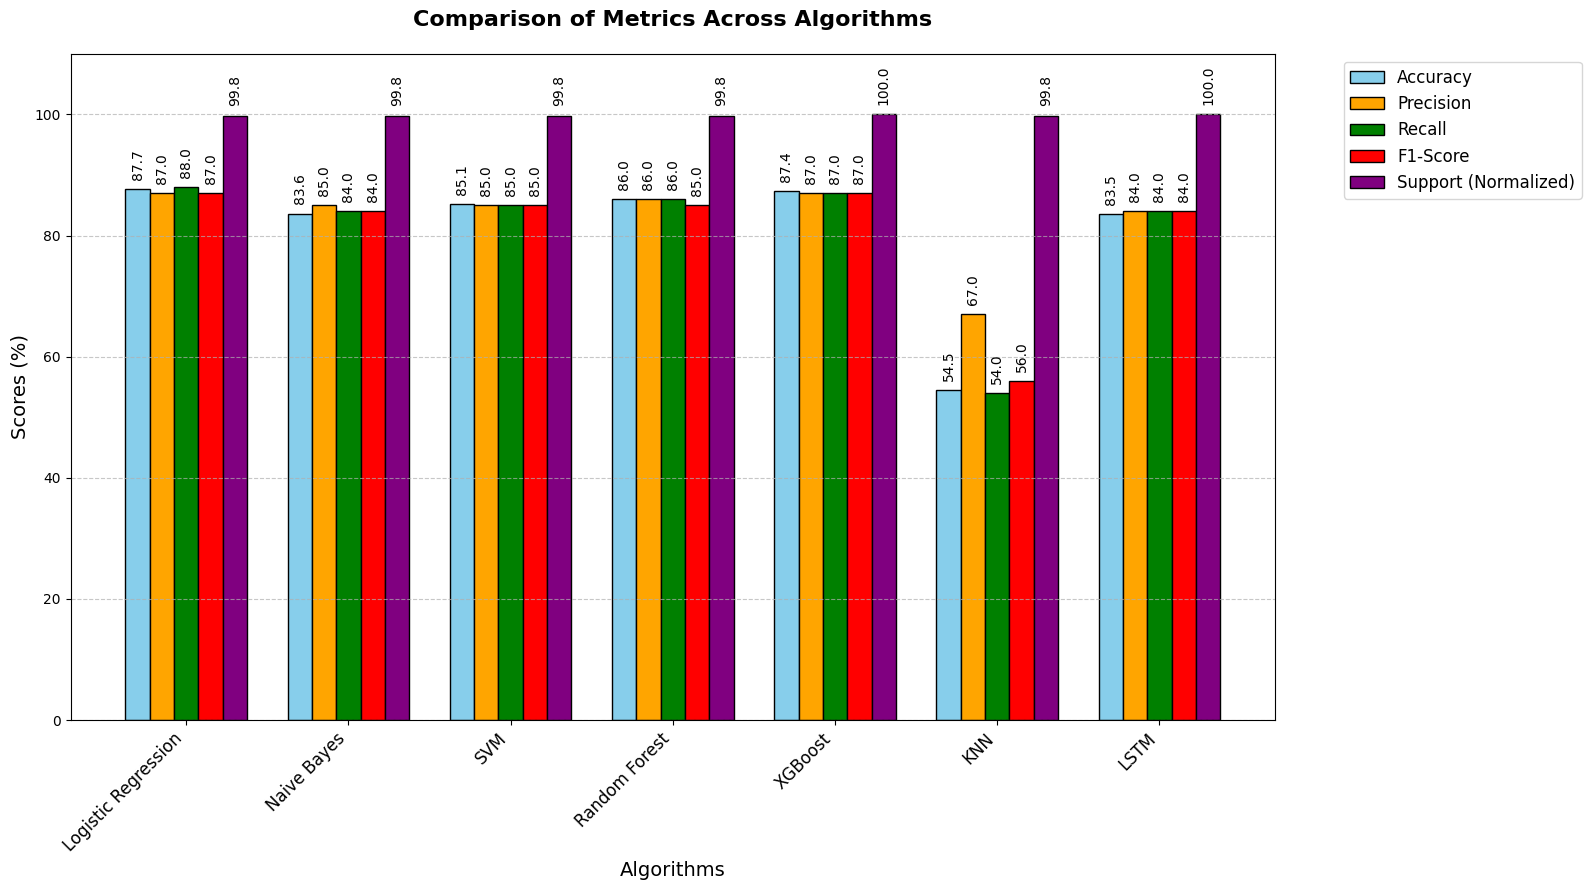 Comparison of Metrics Across Algorithms
Accuracy
Precision
Recall
F1-Score
Support (Normalized)
Scores (%)
100
80
60
40
20
0
87.7
87.0
88.0
87.0
99.8
83.6
85.0
84.0
84.0
99.8
85.1
85.0
85.0
85.0
99.8
86.0
86.0
86.0
85.0
99.8
87.4
87.0
87.0
87.0
100.0
54.5
67.0
54.0
56.0
99.8
83.5
84.0
84.0
84.0
100.0
Logistic Regression
Naive Bayes
SVM
Random Forest
XGBoost
KNN
LSTM
Algorithms